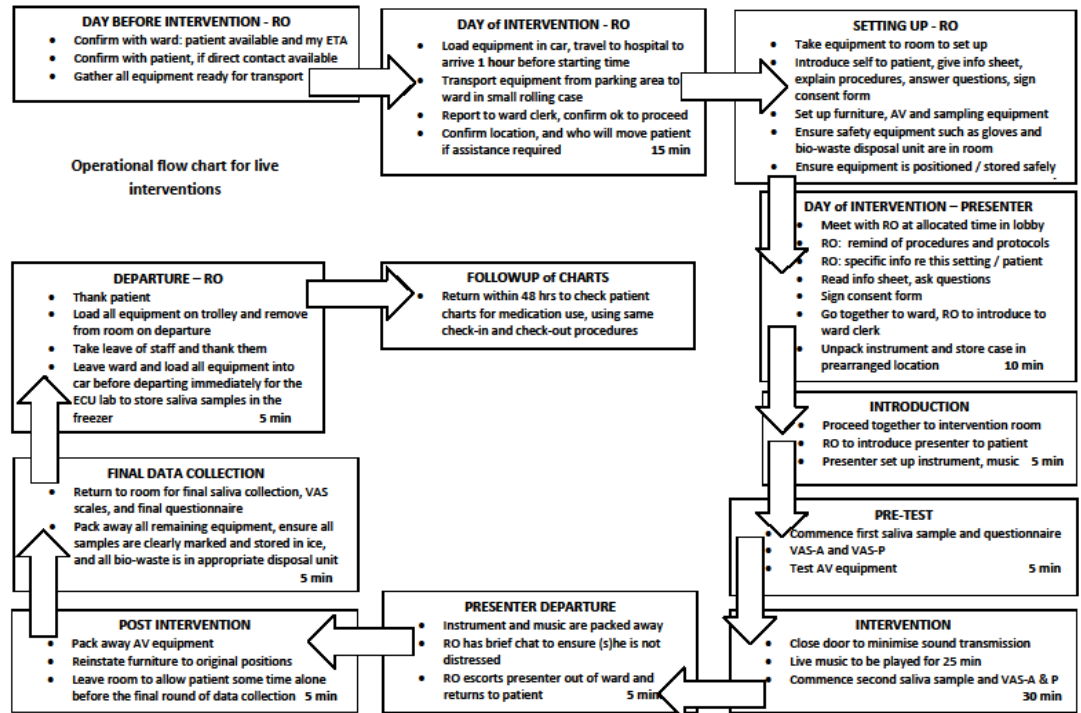 DAY BEFORE INTERVENTION - RO
• Confirm with ward: patient available and my ETA
• Confirm with patient, if direct contact available
• Gather all equipment ready for transport
DAY of INTERVENTION - RO
• Load equipment in car, travel to hospital to
arrive 1 hour before starting time
• Transport equipment from parking area to
ward in small rolling case
• Report to ward clerk, confirm ok to proceed
• Confirm location, and who will move patient
if assistance required 15 min
SETTING UP - RO
• Take equipment to room to set up
• Introduce self to patient, give info sheet,
explain procedures, answer questions, sign
consent form
• Set up furniture, AV and sampling equipment
• Ensure safety equipment such as gloves and
bio-waste disposal unit are in room
• Ensure equipment is positioned / stored safely
Operational flow chart for live
interventions
DAY of INTERVENTION – PRESENTER
• Meet with RO at allocated time in lobby
• RO: remind of procedures and protocols
• RO: specific info re this setting / patient
• Read info sheet, ask questions
• Sign consent form
• Go together to ward, RO to introduce to
ward clerk
• Unpack instrument and store case in
prearranged location 10 min
INTRODUCTION
• Proceed together to intervention room
• RO to introduce presenter to patient
• Presenter set up instrument, music 5 min
PRE-TEST
• Commence first saliva sample and questionnaire
• VAS-A and VAS-P
• Test AV equipment 5 min
INTERVENTION
• Close door to minimise sound transmission
• Live music to be played for 25 min
• Commence second saliva sample and VAS-A & P
30 min
PRESENTER DEPARTURE
• Instrument and music are packed away
• RO has brief chat to ensure (s)he is not
distressed
• RO escorts presenter out of ward and
returns to patient 5 min
POST INTERVENTION
• Pack away AV equipment
• Reinstate furniture to original positions
• Leave room to allow patient some time alone
before the final round of data collection 5 min
FINAL DATA COLLECTION
• Return to room for final saliva collection, VAS
scales, and final questionnaire
• Pack away all remaining equipment, ensure all
samples are clearly marked and stored in ice,
and all bio-waste is in appropriate disposal unit
5 min
DEPARTURE – RO
• Thank patient
• Load all equipment on trolley and remove
from room on departure
• Take leave of staff and thank them
• Leave ward and load all equipment into
car before departing immediately for the
ECU lab to store saliva samples in the
freezer 5 min
FOLLOWUP of CHARTS
• Return within 48 hrs to check patient
charts for medication use, using same
check-in and check-out procedures